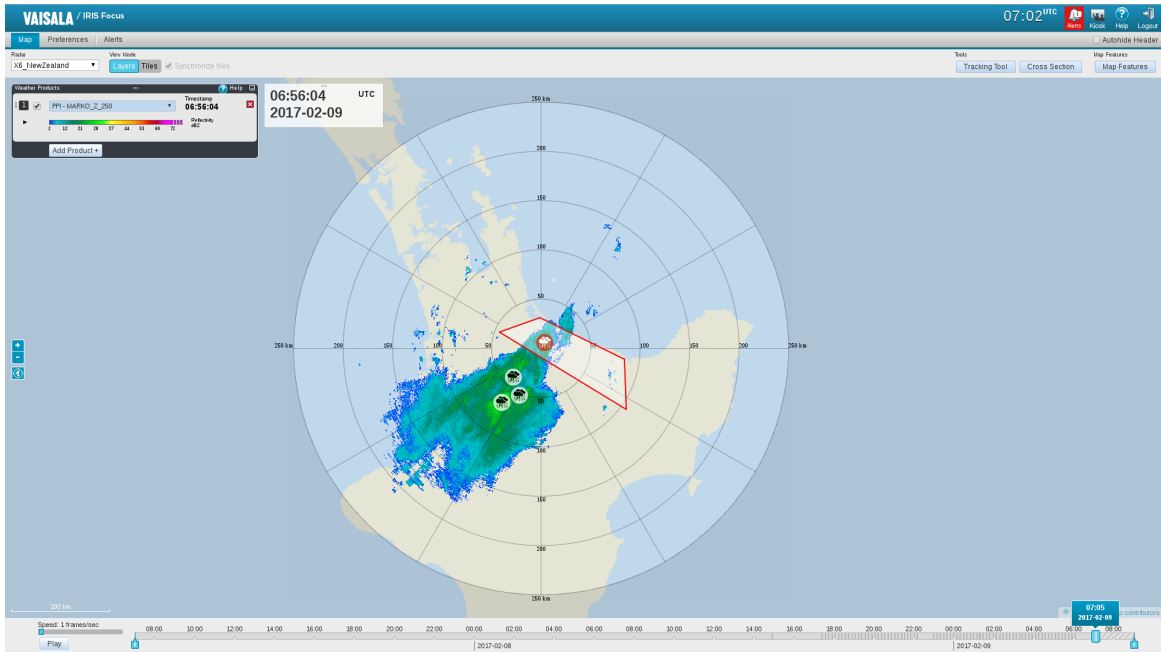 VAISALA / IRIS Focus
07:02 UTC
Alerts Kiosk Help Logout
Map Preferences Alerts
Autohide Header
Radar View Mode Tools Map Features
X6_NewZealand Layers Tiles Synchronize tiles Tracking Tool Cross Section Map Features
Weather Products Help
1 PPI - MARKO_Z_250 Timestamp 06:56:04
Reflectivity dBZ
2 12 21 28 37 44 53 60 72
Add Product +
06:56:04 UTC
2017-02-09
250 km
200
150
100
50
250 km 200 150 100 50 50 100 150 200 250 km
50
100
150
200
250 km
100 km
contributors
07:05
2017-02-09
Speed: 1 frames/sec
Play
08:00 10:00 12:00 14:00 16:00 18:00 20:00 22:00 00:00 02:00 04:00 06:00 08:00 10:00 12:00 14:00 16:00 18:00 20:00 22:00 00:00 02:00 04:00 06:00 08:00
2017-02-08 2017-02-09